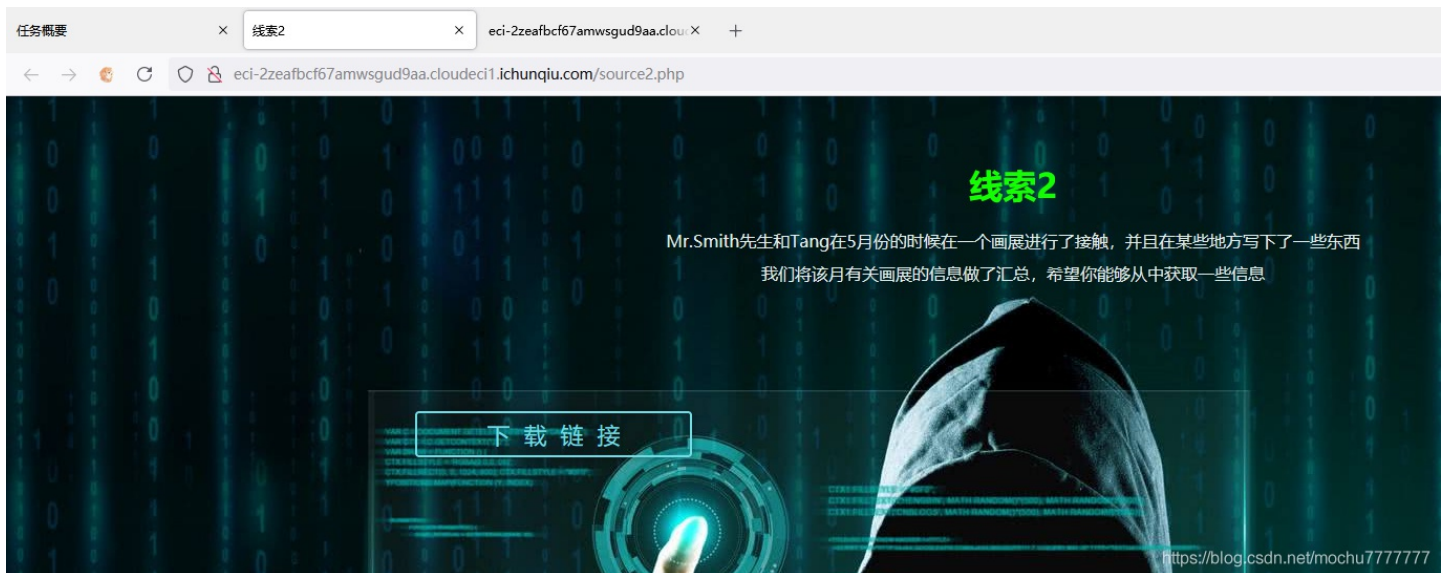 任务概要
线索2
eci-2zeafbcf67amwsgud9aa.clou
eci-2zeafbcf67amwsgud9aa.cloudeci1.ichunqiu.com/source2.php
线索2
Mr.Smith先生和Tang在5月份的时候在一个画展进行了接触，并且在某些地方写下了一些东西
我们将该月有关画展的信息做了汇总，希望你能够从中获取一些信息
下载链接
https://blog.csdn.net/mochu7777777